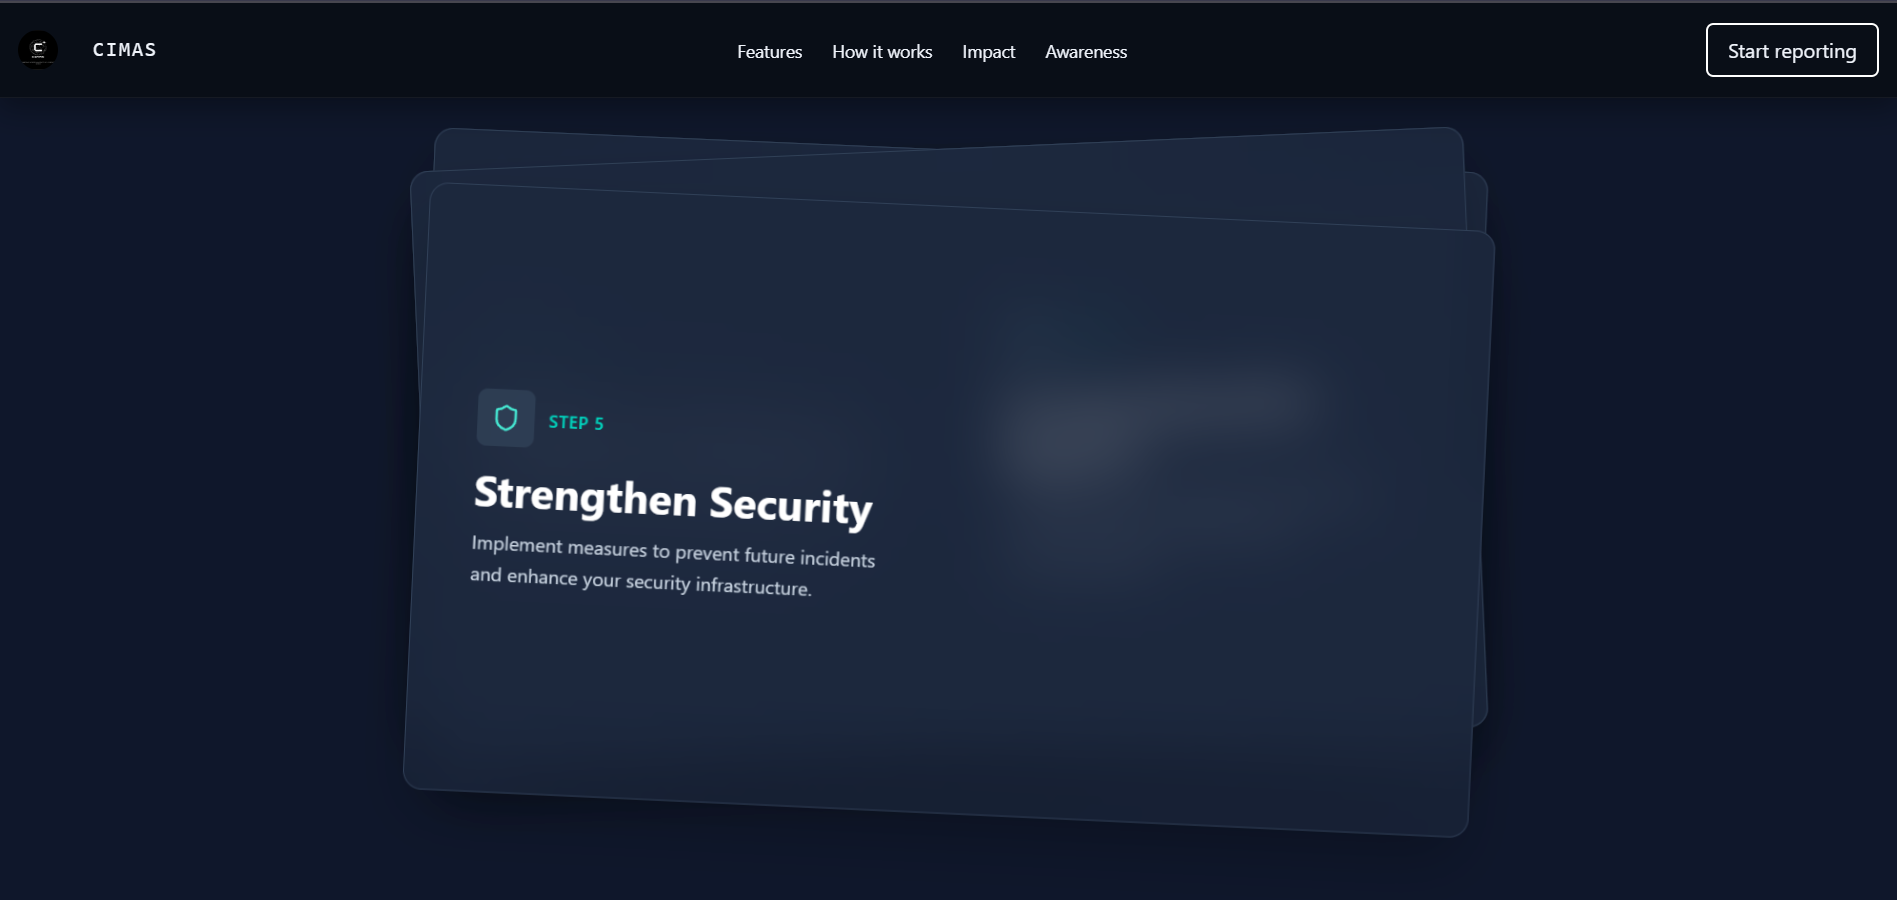 CIMAS
Features
How it works
Impact
Awareness
Start reporting
STEP 5
Strengthen Security
Implement measures to prevent future incidents
and enhance your security infrastructure.